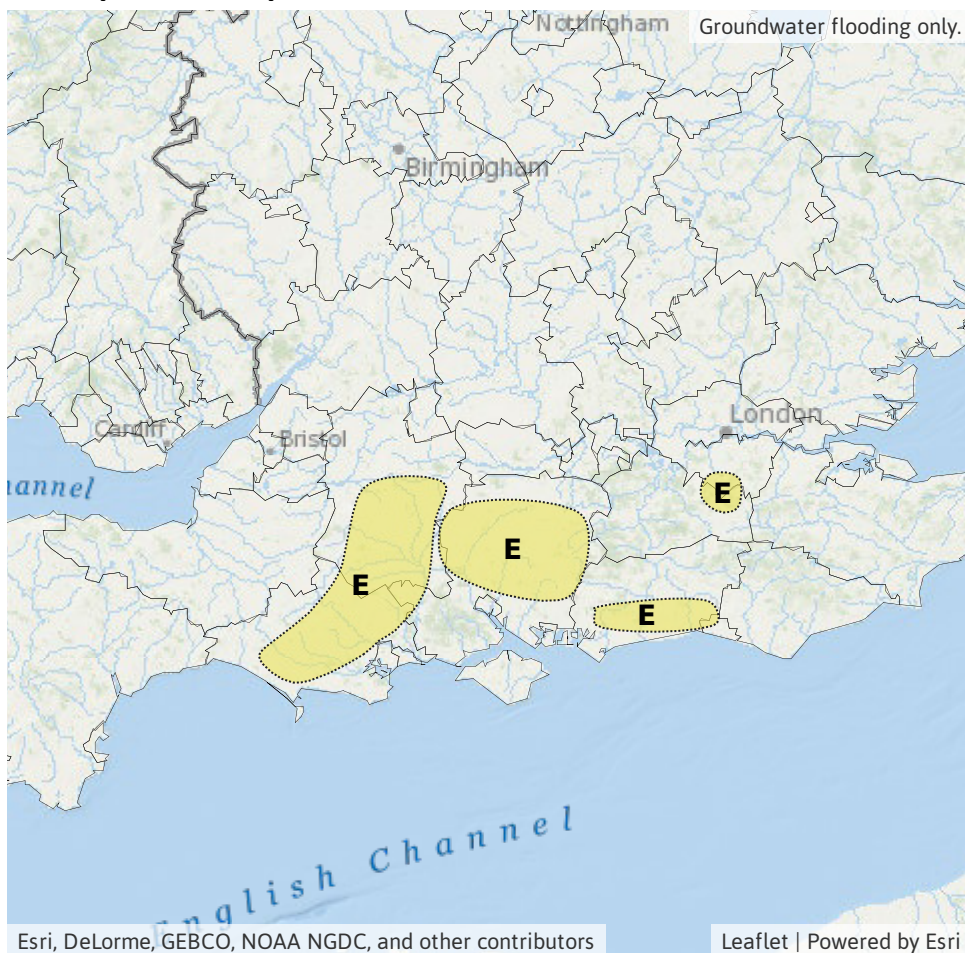 Nottingham
Groundwater flooding only.
Birmingham
London
Cardiff
Bristol
hannel
E
E
E
E
English Channel
Esri, DeLorme, GEBCO, NOAA NGDC, and other contributors
Leaflet | Powered by Esri